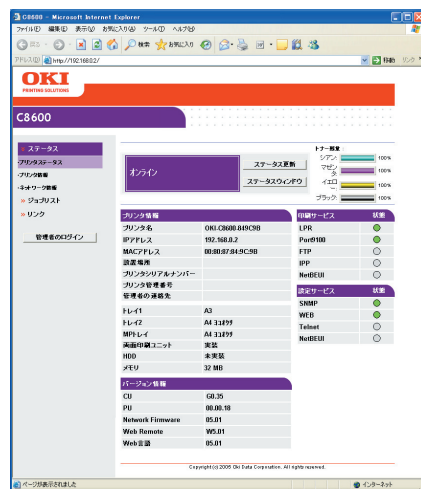 C8600 - Microsoft Internet Explorer
ファイル(F) 編集(E) 表示(V) お気に入り(A) ツール(T) ヘルプ(H)
戻る 検索 お気に入り
アドレス(D) http://192.168.0.2/ 移動 リンク
OKI
PRINTING SOLUTIONS
C8600
» ステータス
・プリンタステータス
・プリンタ情報
・ネットワーク情報
» ジョブリスト
» リンク
管理者のログイン
オンライン
ステータス更新
ステータスウィンドウ
トナー残量
シアン: 100%
マゼンタ: 100%
イエロー: 100%
ブラック: 100%
プリンタ情報
プリンタ名 OKI-C8600-849C9B
IPアドレス 192.168.0.2
MACアドレス 00:80:87:84:9C:9B
設置場所
プリンタシリアルナンバー
プリンタ管理番号
管理者の連絡先
トレイ1 A3
トレイ2 A4 ヨコオクリ
MPトレイ A4 ヨコオクリ
両面印刷ユニット 実装
HDD 未実装
メモリ 32 MB
バージョン情報
CU G0.35
PU 00.00.18
Network Firmware 05.01
Web Remote W5.01
Web言語 05.01
印刷サービス 状態
LPR
Port9100
FTP
IPP
NetBEUI
設定サービス 状態
SNMP
WEB
Telnet
NetBEUI
Copyright(c) 2005 Oki Data Corporation. All rights reserved.
ページが表示されました
インターネット